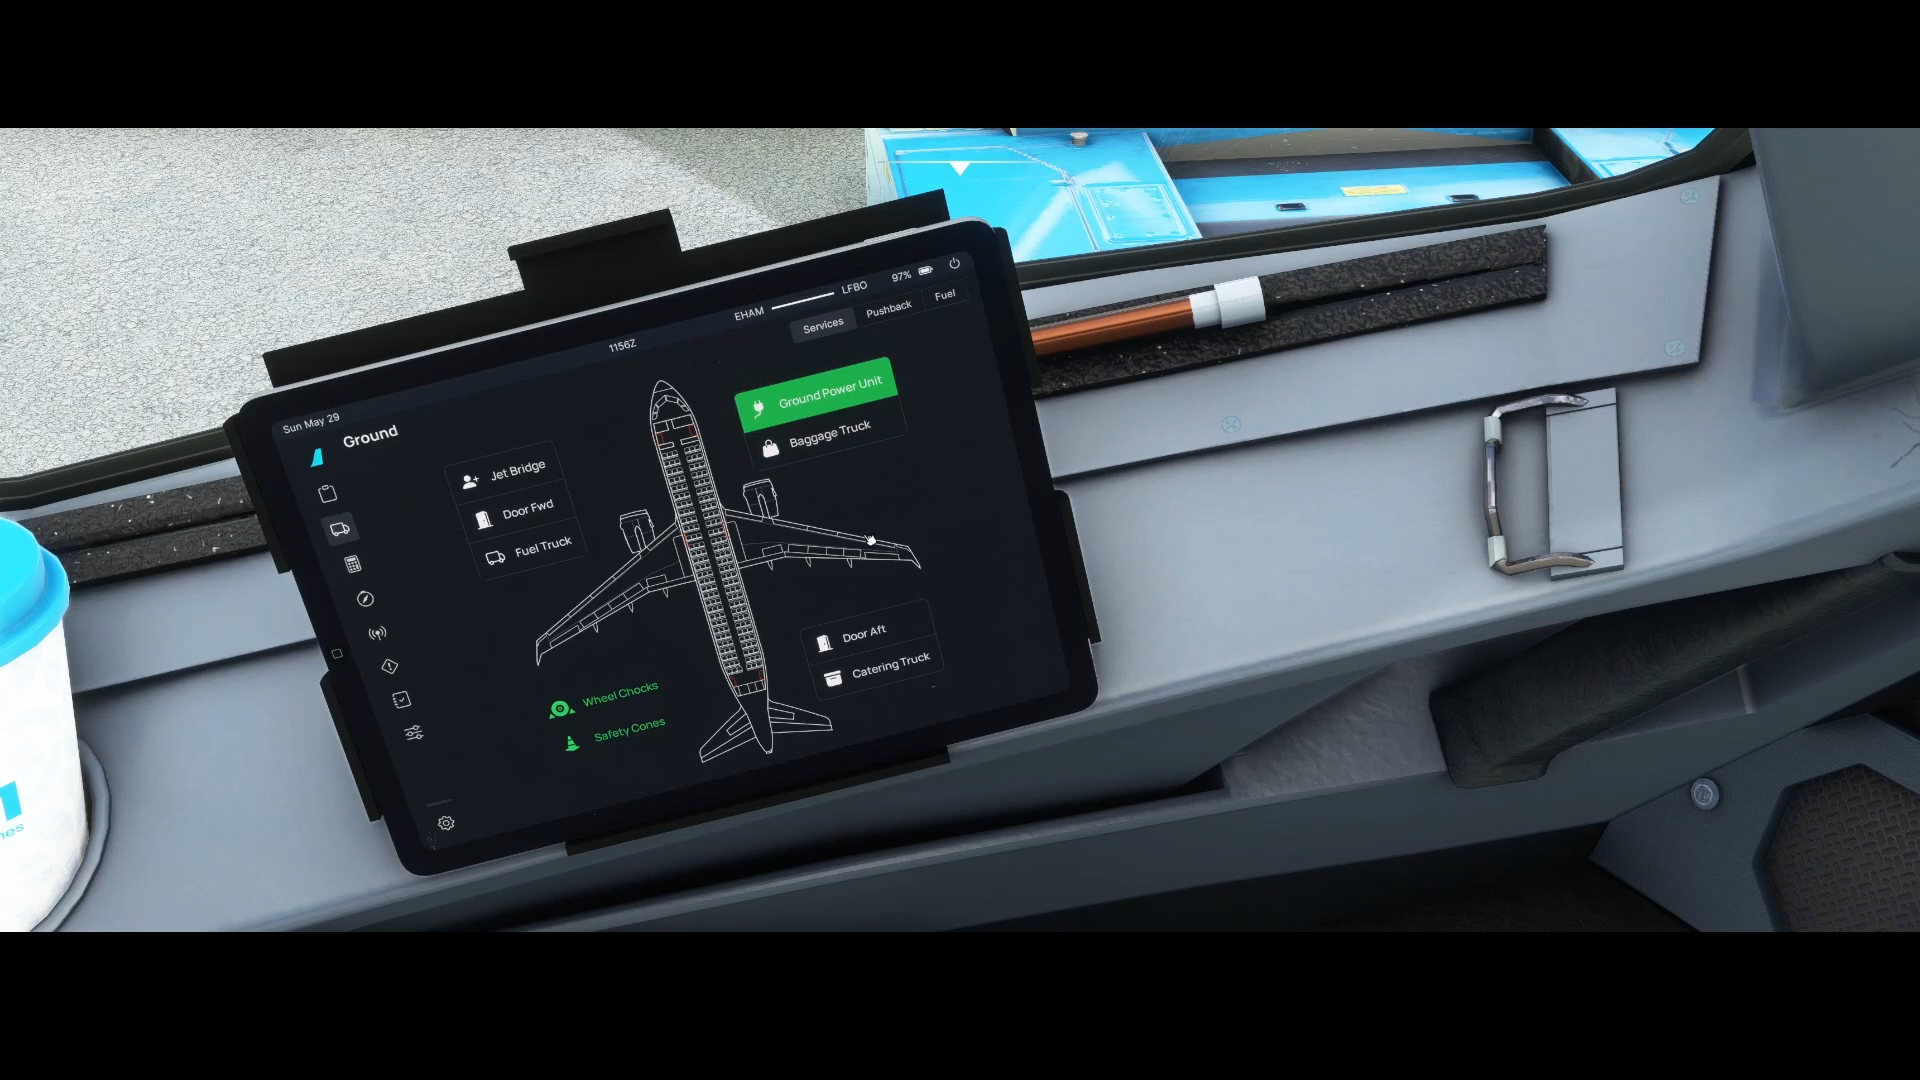 Sun May 29
1156Z
EHAM
LFBO
97%
Ground
Services
Pushback
Fuel
Jet Bridge
Door Fwd
Fuel Truck
Ground Power Unit
Baggage Truck
Door Aft
Catering Truck
Wheel Chocks
Safety Cones